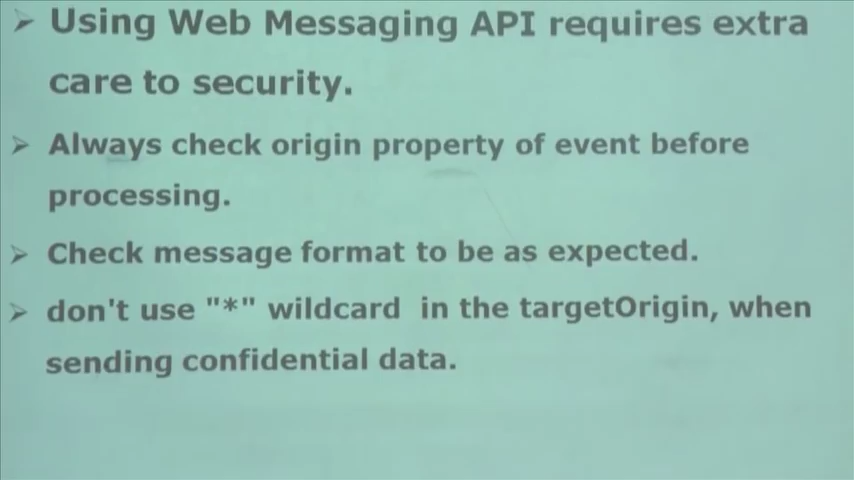 ➢ Using Web Messaging API requires extra
care to security.
➢ Always check origin property of event before
processing.
➢ Check message format to be as expected.
➢ don't use "*" wildcard in the targetOrigin, when
sending confidential data.